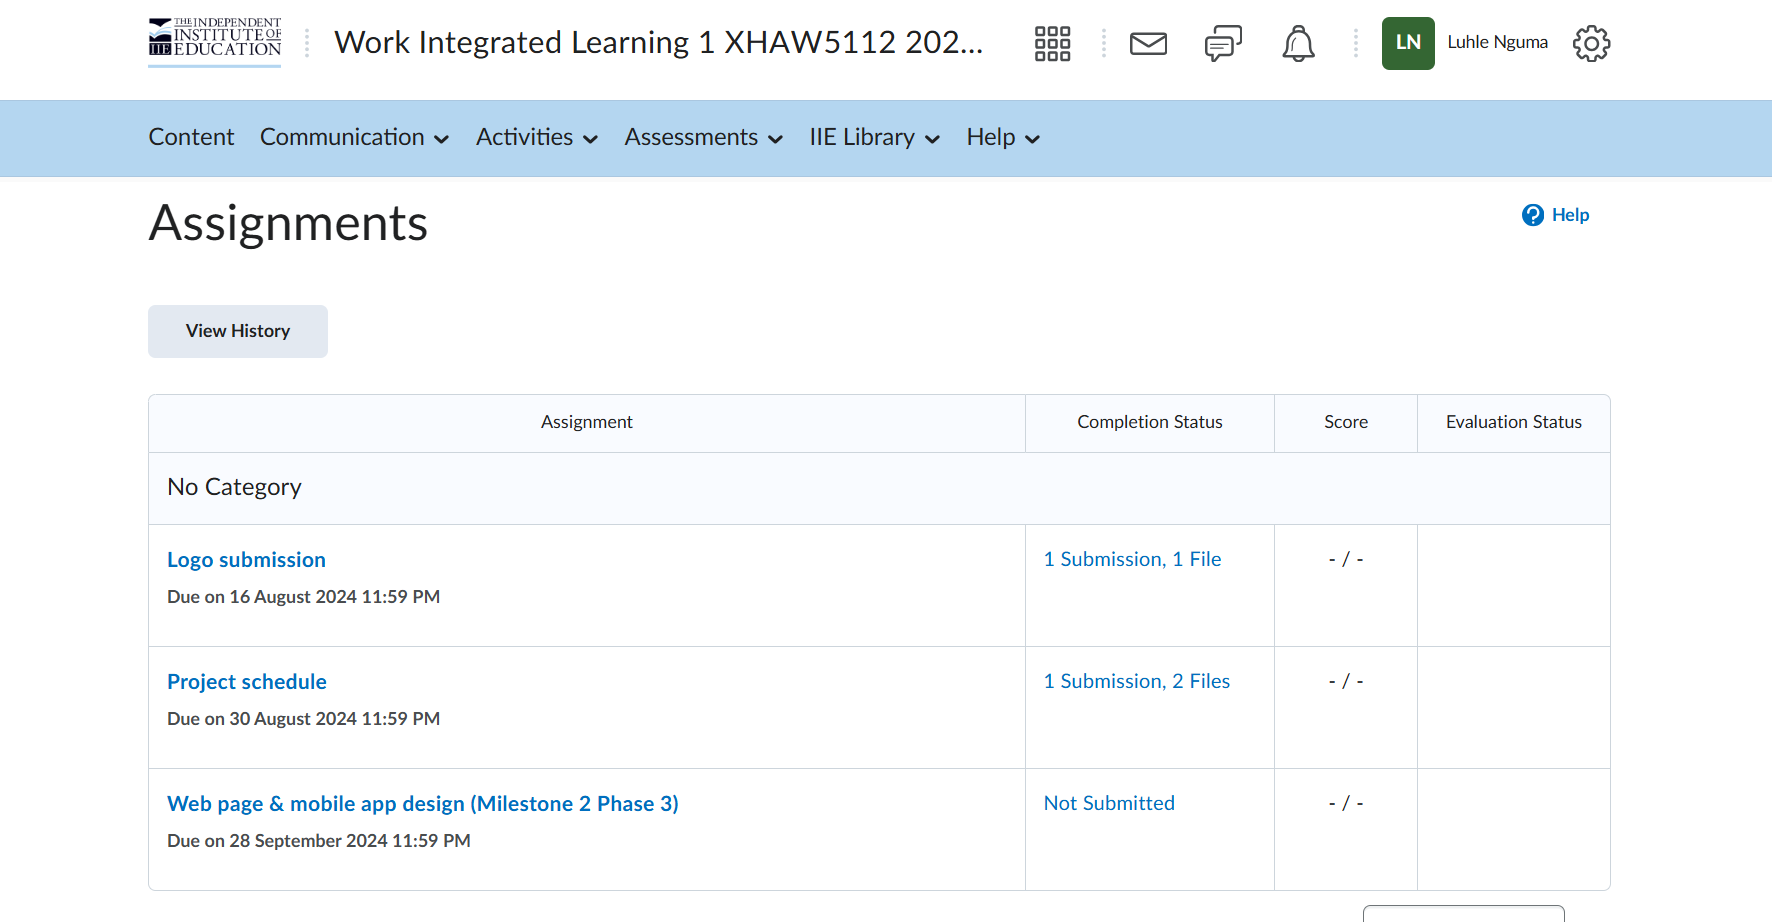 THE INDEPENDENT
INSTITUTE OF
IIE EDUCATION
Work Integrated Learning 1 XHAW5112 202...
LN
Luhle Nguma
Content
Communication
Activities
Assessments
IIE Library
Help
Assignments
Help
View History
Assignment
Completion Status
Score
Evaluation Status
No Category
Logo submission
1 Submission, 1 File
- / -
Due on 16 August 2024 11:59 PM
Project schedule
1 Submission, 2 Files
- / -
Due on 30 August 2024 11:59 PM
Web page & mobile app design (Milestone 2 Phase 3)
Not Submitted
- / -
Due on 28 September 2024 11:59 PM